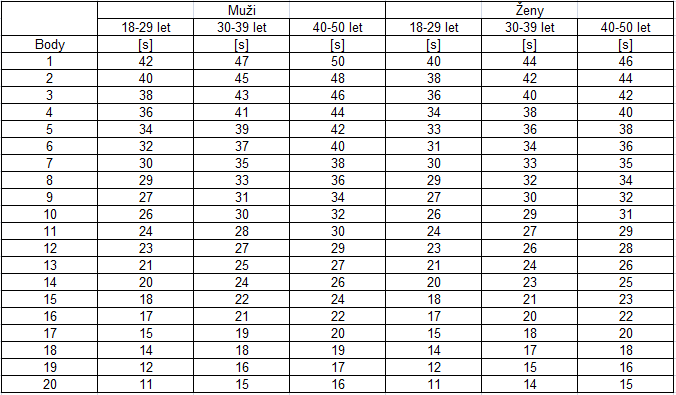 Muži Ženy
18-29 let 30-39 let 40-50 let 18-29 let 30-39 let 40-50 let
Body [s] [s] [s] [s] [s] [s]
1 42 47 50 40 44 46
2 40 45 48 38 42 44
3 38 43 46 36 40 42
4 36 41 44 34 38 40
5 34 39 42 33 36 38
6 32 37 40 31 34 36
7 30 35 38 30 33 35
8 29 33 36 29 32 34
9 27 31 34 27 30 32
10 26 30 32 26 29 31
11 24 28 30 24 27 29
12 23 27 29 23 26 28
13 21 25 27 21 24 26
14 20 24 26 20 23 25
15 18 22 24 18 21 23
16 17 21 22 17 20 22
17 15 19 20 15 18 20
18 14 18 19 14 17 18
19 12 16 17 12 15 16
20 11 15 16 11 14 15